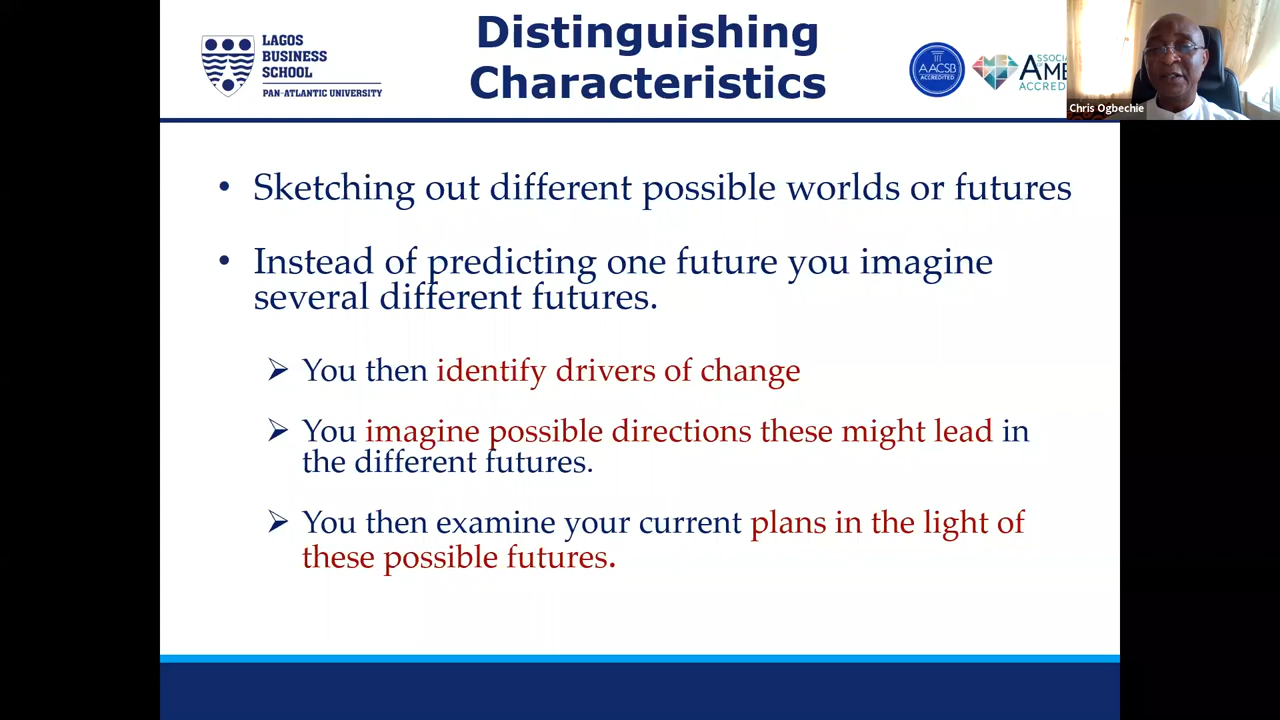 LAGOS
BUSINESS
SCHOOL
PAN-ATLANTIC UNIVERSITY
Distinguishing
Characteristics
AACSB
ACCREDITED
Chris Ogbechie
• Sketching out different possible worlds or futures
• Instead of predicting one future you imagine
several different futures.
➢ You then identify drivers of change
➢ You imagine possible directions these might lead in
the different futures.
➢ You then examine your current plans in the light of
these possible futures.